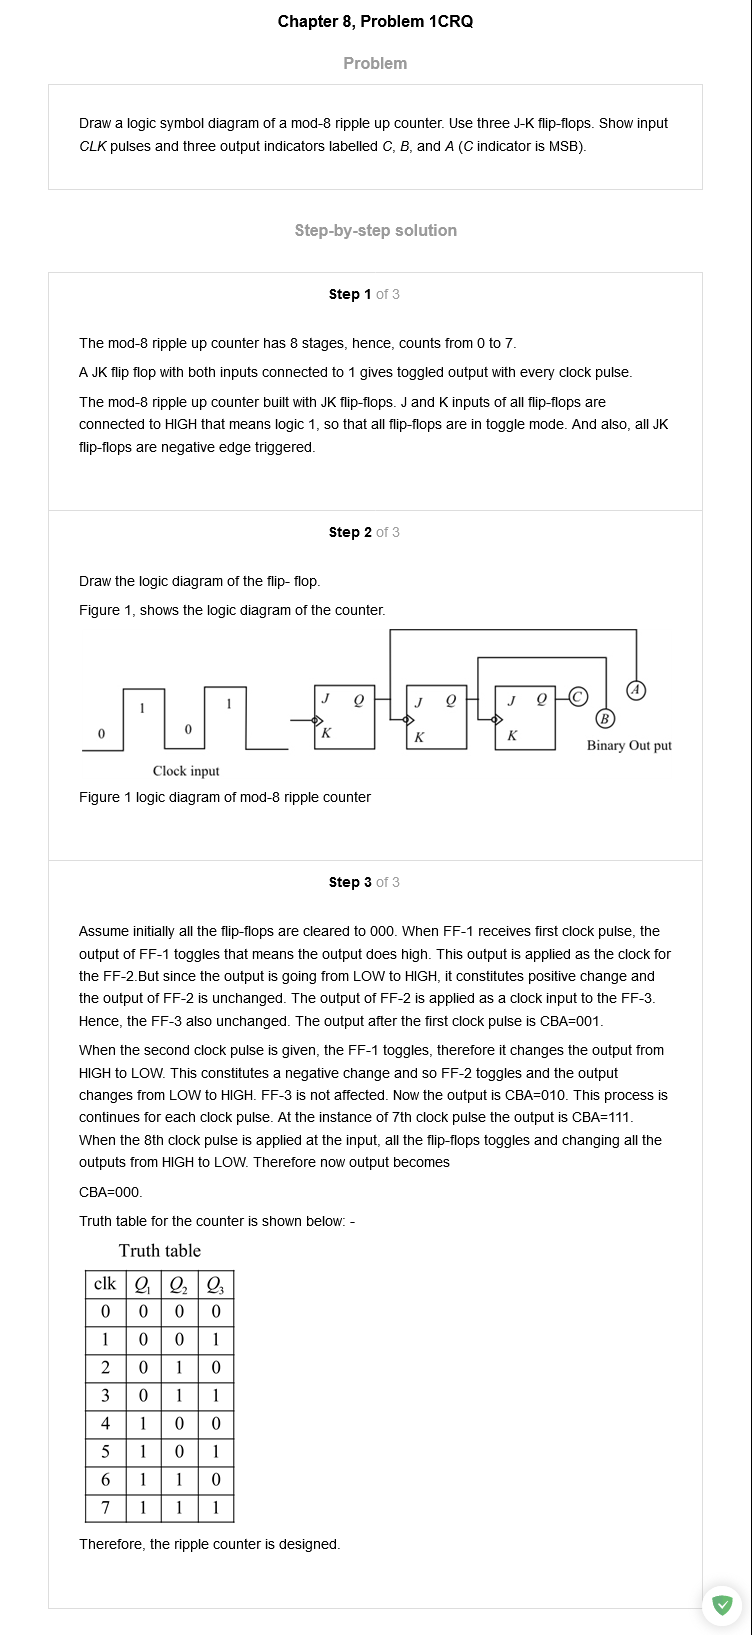 Chapter 8, Problem 1CRQ
Problem
Draw a logic symbol diagram of a mod-8 ripple up counter. Use three J-K flip-flops. Show input
CLK pulses and three output indicators labelled C, B, and A (C indicator is MSB).
Step-by-step solution
Step 1 of 3
The mod-8 ripple up counter has 8 stages, hence, counts from 0 to 7.
A JK flip flop with both inputs connected to 1 gives toggled output with every clock pulse.
The mod-8 ripple up counter built with JK flip-flops. J and K inputs of all flip-flops are
connected to HIGH that means logic 1, so that all flip-flops are in toggle mode. And also, all JK
flip-flops are negative edge triggered.
Step 2 of 3
Draw the logic diagram of the flip- flop.
Figure 1, shows the logic diagram of the counter.
0 1 0 1
J Q J Q J Q C A
K K K B
Binary Out put
Clock input
Figure 1 logic diagram of mod-8 ripple counter
Step 3 of 3
Assume initially all the flip-flops are cleared to 000. When FF-1 receives first clock pulse, the
output of FF-1 toggles that means the output does high. This output is applied as the clock for
the FF-2.But since the output is going from LOW to HIGH, it constitutes positive change and
the output of FF-2 is unchanged. The output of FF-2 is applied as a clock input to the FF-3.
Hence, the FF-3 also unchanged. The output after the first clock pulse is CBA=001.
When the second clock pulse is given, the FF-1 toggles, therefore it changes the output from
HIGH to LOW. This constitutes a negative change and so FF-2 toggles and the output
changes from LOW to HIGH. FF-3 is not affected. Now the output is CBA=010. This process is
continues for each clock pulse. At the instance of 7th clock pulse the output is CBA=111.
When the 8th clock pulse is applied at the input, all the flip-flops toggles and changing all the
outputs from HIGH to LOW. Therefore now output becomes
CBA=000.
Truth table for the counter is shown below: -
Truth table
clk Q₁ Q₂ Q₃
0 0 0 0
1 0 0 1
2 0 1 0
3 0 1 1
4 1 0 0
5 1 0 1
6 1 1 0
7 1 1 1
Therefore, the ripple counter is designed.